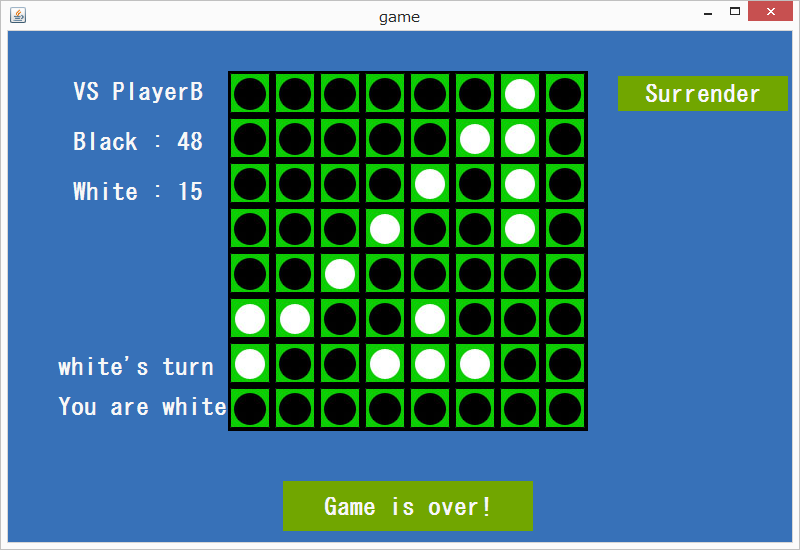 game
VS PlayerB
Surrender
Black : 48
White : 15
white's turn
You are white
Game is over!